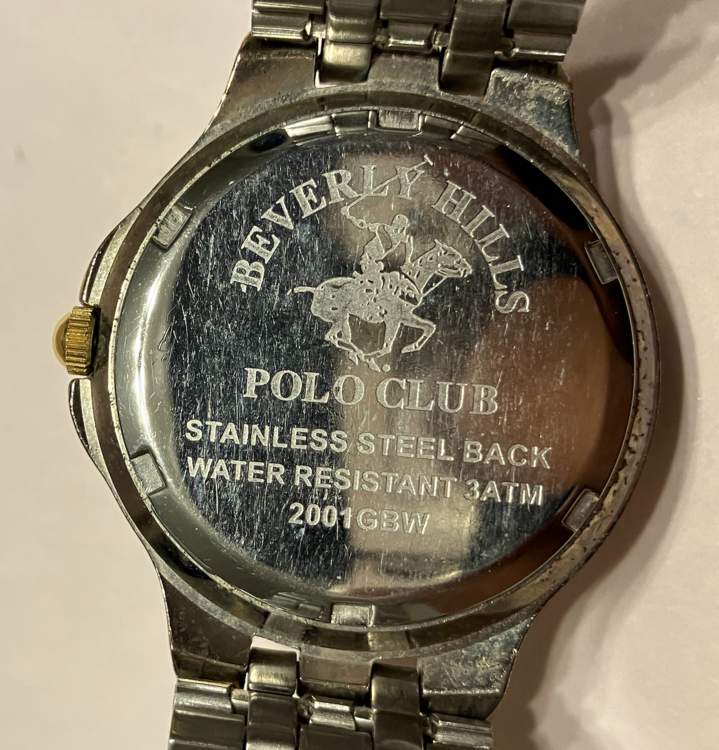 BEVERLY HILLS
POLO CLUB
STAINLESS STEEL BACK
WATER RESISTANT 3ATM
2001GBW